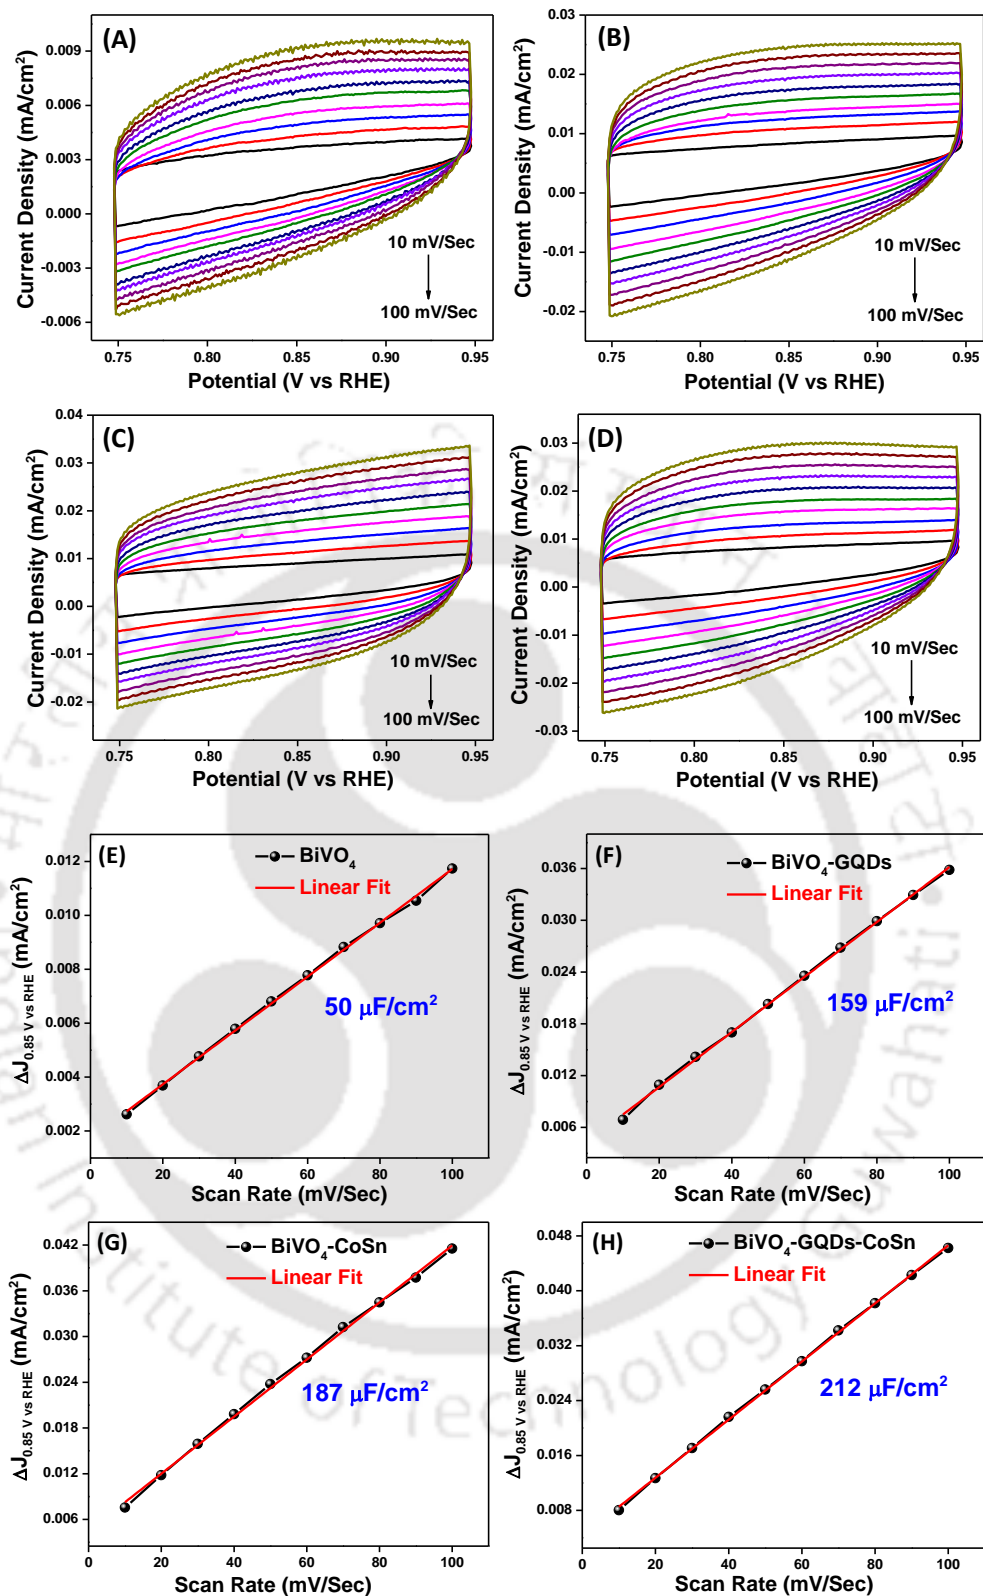 (A)
Current Density (mA/cm²)
0.009
0.006
0.003
0.000
-0.003
-0.006
10 mV/Sec
100 mV/Sec
0.75 0.80 0.85 0.90 0.95
Potential (V vs RHE)
(B)
Current Density (mA/cm²)
0.03
0.02
0.01
0.00
-0.01
-0.02
10 mV/Sec
100 mV/Sec
0.75 0.80 0.85 0.90 0.95
Potential (V vs RHE)
(C)
Current Density (mA/cm²)
0.04
0.03
0.02
0.01
0.00
-0.01
-0.02
10 mV/Sec
100 mV/Sec
0.75 0.80 0.85 0.90 0.95
Potential (V vs RHE)
(D)
Current Density (mA/cm²)
0.03
0.02
0.01
0.00
-0.01
-0.02
-0.03
10 mV/Sec
100 mV/Sec
0.75 0.80 0.85 0.90 0.95
Potential (V vs RHE)
(E)
BiVO₄
Linear Fit
50 μF/cm²
ΔJ₀.₈₅ V vs RHE (mA/cm²)
0.012
0.010
0.008
0.006
0.004
0.002
0 20 40 60 80 100
Scan Rate (mV/Sec)
(F)
BiVO₄-GQDs
Linear Fit
159 μF/cm²
ΔJ₀.₈₅ V vs RHE (mA/cm²)
0.036
0.030
0.024
0.018
0.012
0.006
0 20 40 60 80 100
Scan Rate (mV/Sec)
(G)
BiVO₄-CoSn
Linear Fit
187 μF/cm²
ΔJ₀.₈₅ V vs RHE (mA/cm²)
0.042
0.036
0.030
0.024
0.018
0.012
0.006
0 20 40 60 80 100
Scan Rate (mV/Sec)
(H)
BiVO₄-GQDs-CoSn
Linear Fit
212 μF/cm²
ΔJ₀.₈₅ V vs RHE (mA/cm²)
0.048
0.040
0.032
0.024
0.016
0.008
0 20 40 60 80 100
Scan Rate (mV/Sec)
Institute of Technology Guwahati